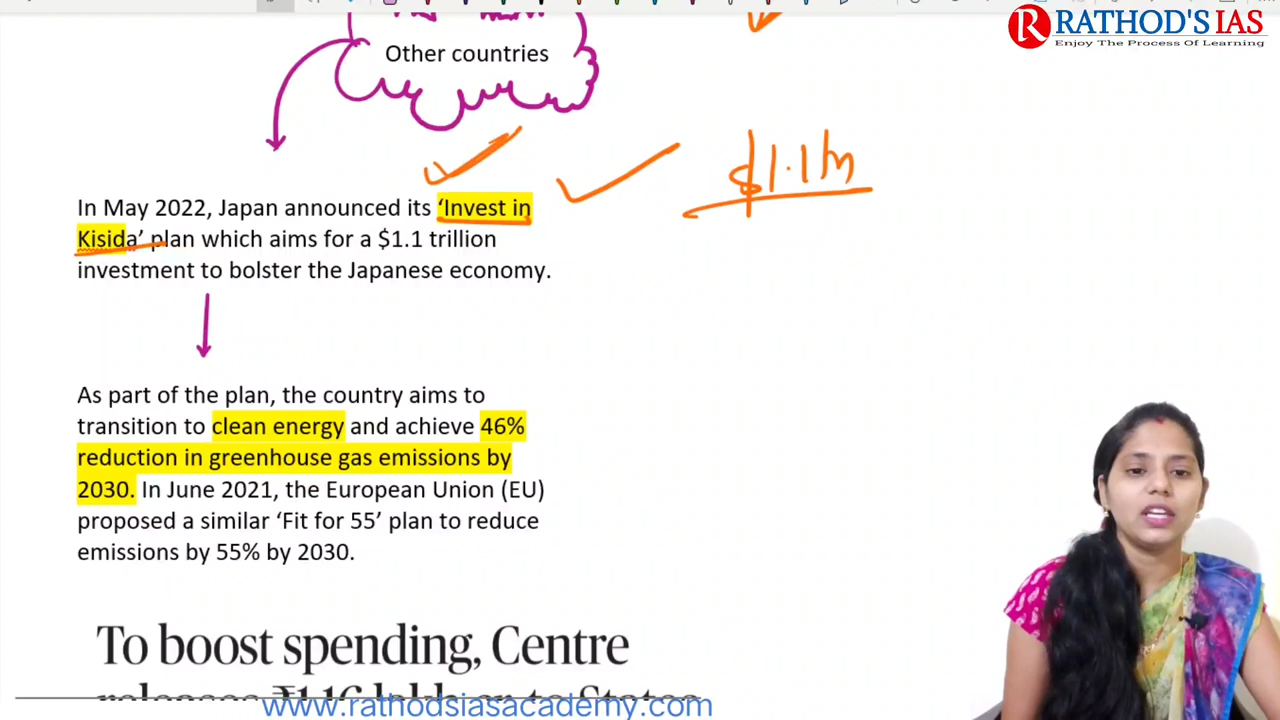 RATHOD'S IAS
Enjoy The Process Of Learning
Other countries
$1.1
In May 2022, Japan announced its ‘Invest in
Kisida’ plan which aims for a $1.1 trillion
investment to bolster the Japanese economy.
As part of the plan, the country aims to
transition to clean energy and achieve 46%
reduction in greenhouse gas emissions by
2030. In June 2021, the European Union (EU)
proposed a similar ‘Fit for 55’ plan to reduce
emissions by 55% by 2030.
To boost spending, Centre
www.rathodsiasacademy.com